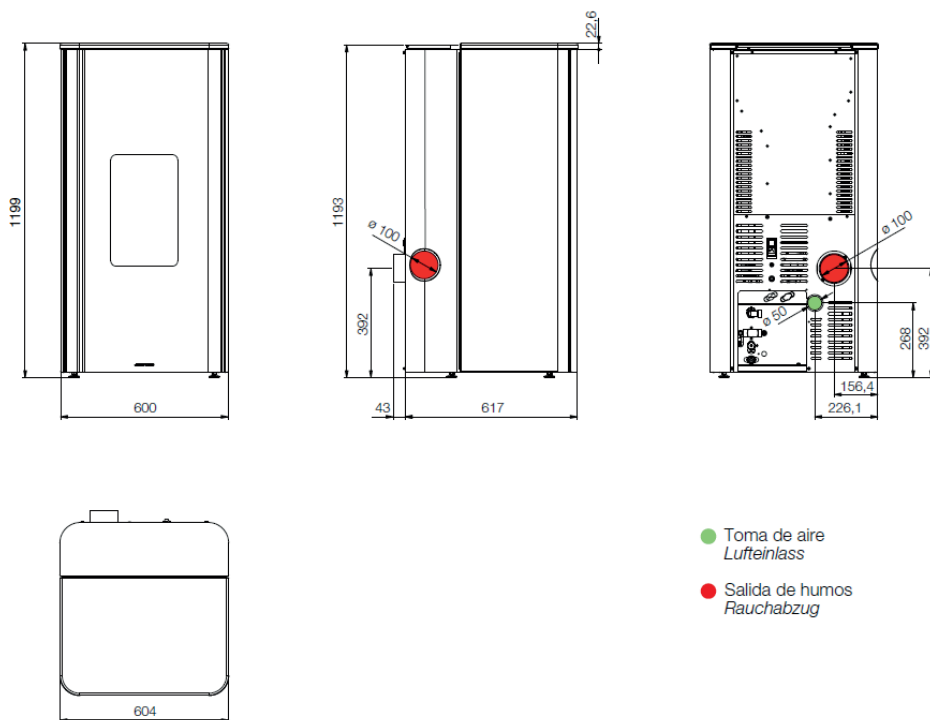 22,6
1199
1193
ø 100
392
ø 100
ø 50
268
392
600
43
617
156,4
226,1
604
Toma de aire
Lufteinlass
Salida de humos
Rauchabzug